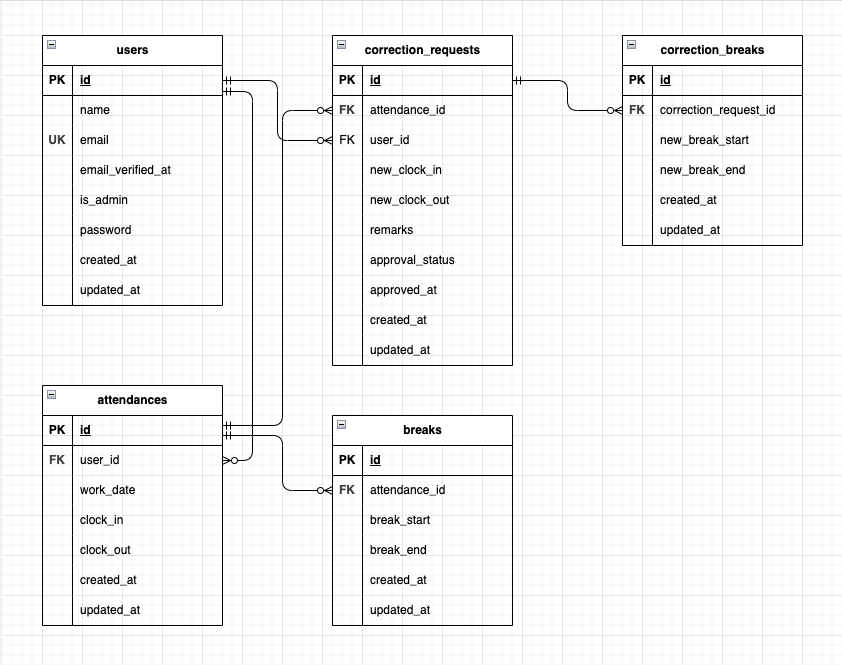 users
PK id
name
UK email
email_verified_at
is_admin
password
created_at
updated_at
correction_requests
PK id
FK attendance_id
FK user_id
new_clock_in
new_clock_out
remarks
approval_status
approved_at
created_at
updated_at
correction_breaks
PK id
FK correction_request_id
new_break_start
new_break_end
created_at
updated_at
attendances
PK id
FK user_id
work_date
clock_in
clock_out
created_at
updated_at
breaks
PK id
FK attendance_id
break_start
break_end
created_at
updated_at